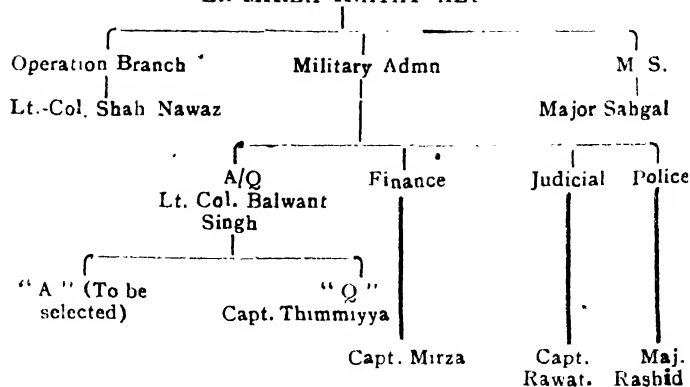 Operation Branch Military Admn M S.
Lt.-Col. Shah Nawaz Major Sahgal
A/Q Finance Judicial Police
Lt. Col. Balwant
Singh
" A " (To be " Q "
selected) Capt. Thimmiyya
Capt. Mirza Capt. Maj.
Rawat. Rashid